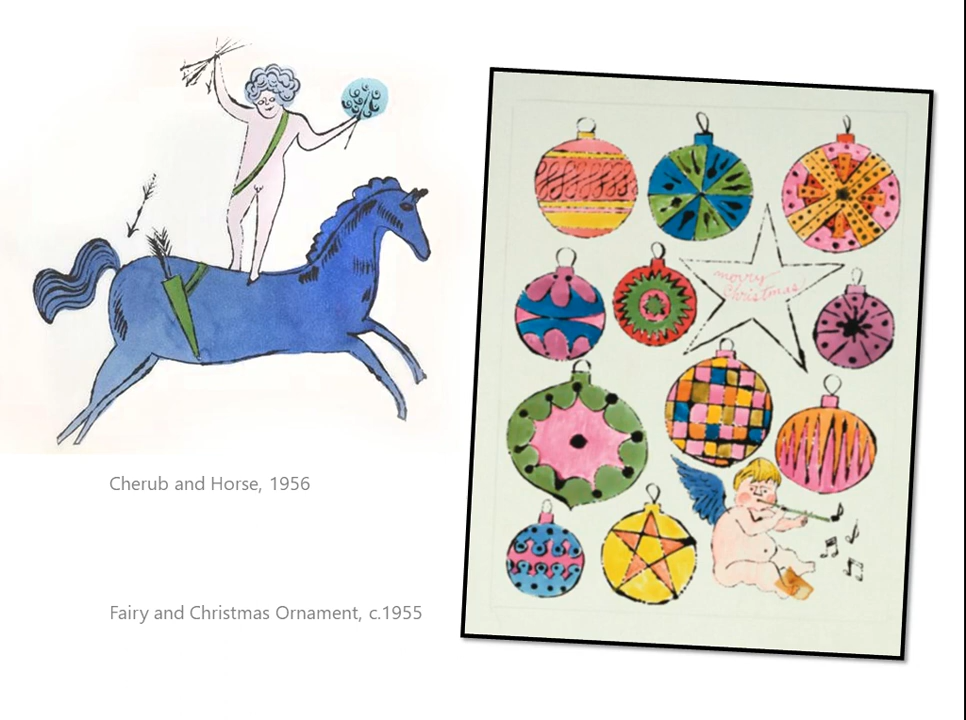 merry
Christmas
Cherub and Horse, 1956
Fairy and Christmas Ornament, c.1955